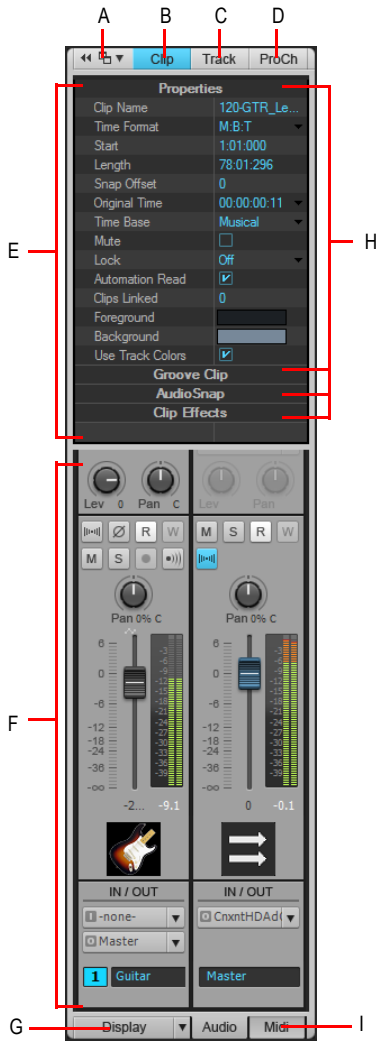 A B C D
Clip Track ProCh
Properties
Clip Name 120-GTR_Le...
Time Format M:B:T
Start 1:01:000
Length 78:01:296
Snap Offset 0
Original Time 00:00:00:11
Time Base Musical
Mute
Lock Off
Automation Read
Clips Linked 0
Foreground
Background
Use Track Colors
Groove Clip
AudioSnap
Clip Effects
E
H
Lev 0 Pan C Lev Pan
Ø R W M S R W
M S
Pan 0% C Pan 0% C
6 -3 6 -3
-6 -6
0 -9 0 -9
-12 -12
-15 -15
-6 -18 -6 -18
-21 -21
-12 -24 -12 -24
-18 -27 -18 -27
-24 -30 -24 -30
-33 -33
-36 -36 -36 -36
-39 -39
-oo -oo
F
-2... -9.1 0 -0.1
IN / OUT IN / OUT
I -none- O CnxntHDAd(
O Master
1 Guitar Master
G Display Audio Midi I